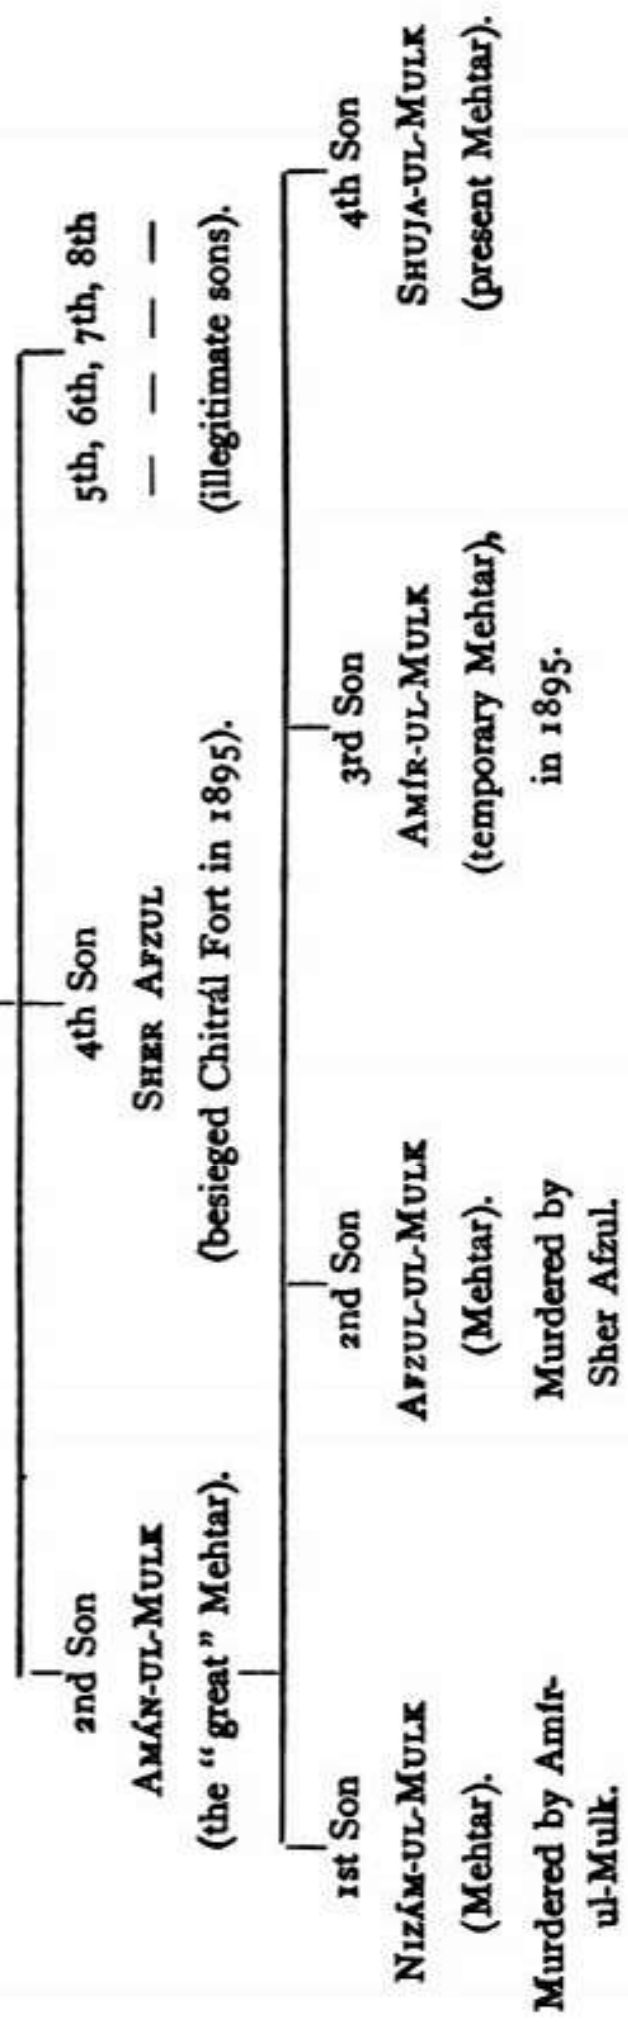 2nd Son
AMÁN-UL-MULK
(the “great” Mehtar).
4th Son
SHER AFZUL
(besieged Chitrál Fort in 1895).
5th, 6th, 7th, 8th
— — — —
(illegitimate sons).
1st Son
NIZÁM-UL-MULK
(Mehtar).
Murdered by Amír-
ul-Mulk.
2nd Son
AFZUL-UL-MULK
(Mehtar).
Murdered by
Sher Afzul.
3rd Son
AMÍR-UL-MULK
(temporary Mehtar),
in 1895.
4th Son
SHUJA-UL-MULK
(present Mehtar).